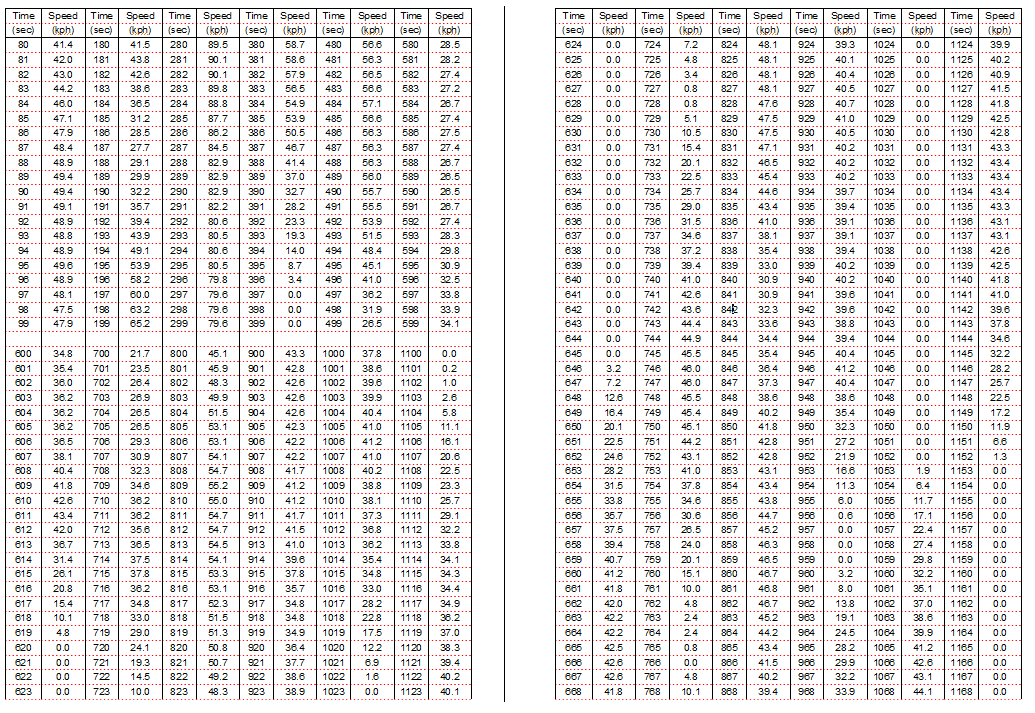 Time Speed Time Speed Time Speed Time Speed Time Speed Time Speed
(sec) (kph) (sec) (kph) (sec) (kph) (sec) (kph) (sec) (kph) (sec) (kph)
80 41.4 180 41.5 280 89.5 380 58.7 480 56.6 580 28.5
81 42.0 181 43.8 281 90.1 381 58.6 481 56.3 581 28.2
82 43.0 182 42.6 282 90.1 382 57.9 482 56.5 582 27.4
83 44.2 183 38.6 283 89.8 383 56.5 483 56.6 583 27.2
84 46.0 184 36.5 284 88.8 384 54.9 484 57.1 584 26.7
85 47.1 185 31.2 285 87.7 385 53.9 485 56.6 585 27.4
86 47.9 186 28.5 286 86.2 386 50.5 486 56.3 586 27.5
87 48.4 187 27.7 287 84.5 387 46.7 487 56.3 587 27.4
88 48.9 188 29.1 288 82.9 388 41.4 488 56.3 588 26.7
89 49.4 189 29.9 289 82.9 389 37.0 489 56.0 589 26.5
90 49.4 190 32.2 290 82.9 390 32.7 490 55.7 590 26.5
91 49.1 191 35.7 291 82.2 391 28.2 491 55.5 591 26.7
92 48.9 192 39.4 292 80.6 392 23.3 492 53.9 592 27.4
93 48.8 193 43.9 293 80.5 393 19.3 493 51.5 593 28.3
94 48.9 194 49.1 294 80.6 394 14.0 494 48.4 594 29.8
95 49.6 195 53.9 295 80.5 395 8.7 495 45.1 595 30.9
96 48.9 196 58.2 296 79.8 396 3.4 496 41.0 596 32.5
97 48.1 197 60.0 297 79.6 397 0.0 497 36.2 597 33.8
98 47.5 198 63.2 298 79.6 398 0.0 498 31.9 598 33.9
99 47.9 199 65.2 299 79.6 399 0.0 499 26.5 599 34.1
600 34.8 700 21.7 800 45.1 900 43.3 1000 37.8 1100 0.0
601 35.4 701 23.5 801 45.9 901 42.8 1001 38.6 1101 0.2
602 36.0 702 26.4 802 48.3 902 42.6 1002 39.6 1102 1.0
603 36.2 703 26.9 803 49.9 903 42.6 1003 39.9 1103 2.6
604 36.2 704 26.5 804 51.5 904 42.6 1004 40.4 1104 5.8
605 36.2 705 26.5 805 53.1 905 42.3 1005 41.0 1105 11.1
606 36.5 706 29.3 806 53.1 906 42.2 1006 41.2 1106 16.1
607 38.1 707 30.9 807 54.1 907 42.2 1007 41.0 1107 20.6
608 40.4 708 32.3 808 54.7 908 41.7 1008 40.2 1108 22.5
609 41.8 709 34.6 809 55.2 909 41.2 1009 38.8 1109 23.3
610 42.6 710 36.2 810 55.0 910 41.2 1010 38.1 1110 25.7
611 43.4 711 36.2 811 54.7 911 41.7 1011 37.3 1111 29.1
612 42.0 712 35.6 812 54.7 912 41.5 1012 36.8 1112 32.2
613 36.7 713 36.5 813 54.5 913 41.0 1013 36.2 1113 33.8
614 31.4 714 37.5 814 54.1 914 39.6 1014 35.4 1114 34.1
615 26.1 715 37.8 815 53.3 915 37.8 1015 34.8 1115 34.3
616 20.8 716 36.2 816 53.1 916 35.7 1016 33.0 1116 34.4
617 15.4 717 34.8 817 52.3 917 34.8 1017 28.2 1117 34.9
618 10.1 718 33.0 818 51.5 918 34.8 1018 22.8 1118 36.2
619 4.8 719 29.0 819 51.3 919 34.9 1019 17.5 1119 37.0
620 0.0 720 24.1 820 50.8 920 36.4 1020 12.2 1120 38.3
621 0.0 721 19.3 821 50.7 921 37.7 1021 6.9 1121 39.4
622 0.0 722 14.5 822 49.2 922 38.6 1022 1.6 1122 40.2
623 0.0 723 10.0 823 48.3 923 38.9 1023 0.0 1123 40.1
Time Speed Time Speed Time Speed Time Speed Time Speed Time Speed
(sec) (kph) (sec) (kph) (sec) (kph) (sec) (kph) (sec) (kph) (sec) (kph)
624 0.0 724 7.2 824 48.1 924 39.3 1024 0.0 1124 39.9
625 0.0 725 4.8 825 48.1 925 40.1 1025 0.0 1125 40.2
626 0.0 726 3.4 826 48.1 926 40.4 1026 0.0 1126 40.9
627 0.0 727 0.8 827 48.1 927 40.5 1027 0.0 1127 41.5
628 0.0 728 0.8 828 47.6 928 40.7 1028 0.0 1128 41.8
629 0.0 729 5.1 829 47.5 929 41.0 1029 0.0 1129 42.5
630 0.0 730 10.5 830 47.5 930 40.5 1030 0.0 1130 42.8
631 0.0 731 15.4 831 47.1 931 40.2 1031 0.0 1131 43.3
632 0.0 732 20.1 832 46.5 932 40.2 1032 0.0 1132 43.4
633 0.0 733 22.5 833 45.4 933 40.2 1033 0.0 1133 43.4
634 0.0 734 25.7 834 44.6 934 39.7 1034 0.0 1134 43.4
635 0.0 735 29.0 835 43.4 935 39.4 1035 0.0 1135 43.3
636 0.0 736 31.5 836 41.0 936 39.1 1036 0.0 1136 43.1
637 0.0 737 34.6 837 38.1 937 39.1 1037 0.0 1137 43.1
638 0.0 738 37.2 838 35.4 938 39.4 1038 0.0 1138 42.6
639 0.0 739 39.4 839 33.0 939 40.2 1039 0.0 1139 42.5
640 0.0 740 41.0 840 30.9 940 40.2 1040 0.0 1140 41.8
641 0.0 741 42.6 841 30.9 941 39.6 1041 0.0 1141 41.0
642 0.0 742 43.6 842 32.3 942 39.6 1042 0.0 1142 39.6
643 0.0 743 44.4 843 33.6 943 38.8 1043 0.0 1143 37.8
644 0.0 744 44.9 844 34.4 944 39.4 1044 0.0 1144 34.6
645 0.0 745 45.5 845 35.4 945 40.4 1045 0.0 1145 32.2
646 3.2 746 46.0 846 36.4 946 41.2 1046 0.0 1146 28.2
647 7.2 747 46.0 847 37.3 947 40.4 1047 0.0 1147 25.7
648 12.6 748 45.5 848 38.6 948 38.6 1048 0.0 1148 22.5
649 16.4 749 45.4 849 40.2 949 35.4 1049 0.0 1149 17.2
650 20.1 750 45.1 850 41.8 950 32.3 1050 0.0 1150 11.9
651 22.5 751 44.2 851 42.8 951 27.2 1051 0.0 1151 6.6
652 24.6 752 43.1 852 42.8 952 21.9 1052 0.0 1152 1.3
653 28.2 753 41.0 853 43.1 953 16.6 1053 1.9 1153 0.0
654 31.5 754 37.8 854 43.4 954 11.3 1054 6.4 1154 0.0
655 33.8 755 34.6 855 43.8 955 6.0 1055 11.7 1155 0.0
656 35.7 756 30.6 856 44.7 956 0.6 1056 17.1 1156 0.0
657 37.5 757 26.5 857 45.2 957 0.0 1057 22.4 1157 0.0
658 39.4 758 24.0 858 46.3 958 0.0 1058 27.4 1158 0.0
659 40.7 759 20.1 859 46.5 959 0.0 1059 29.8 1159 0.0
660 41.2 760 15.1 860 46.7 960 3.2 1060 32.2 1160 0.0
661 41.8 761 10.0 861 46.8 961 8.0 1061 35.1 1161 0.0
662 42.0 762 4.8 862 46.7 962 13.8 1062 37.0 1162 0.0
663 42.2 763 2.4 863 45.2 963 19.1 1063 38.6 1163 0.0
664 42.2 764 2.4 864 44.2 964 24.5 1064 39.9 1164 0.0
665 42.5 765 0.8 865 43.4 965 28.2 1065 41.2 1165 0.0
666 42.6 766 0.0 866 41.5 966 29.9 1066 42.6 1166 0.0
667 42.6 767 4.8 867 40.2 967 32.2 1067 43.1 1167 0.0
668 41.8 768 10.1 868 39.4 968 33.9 1068 44.1 1168 0.0